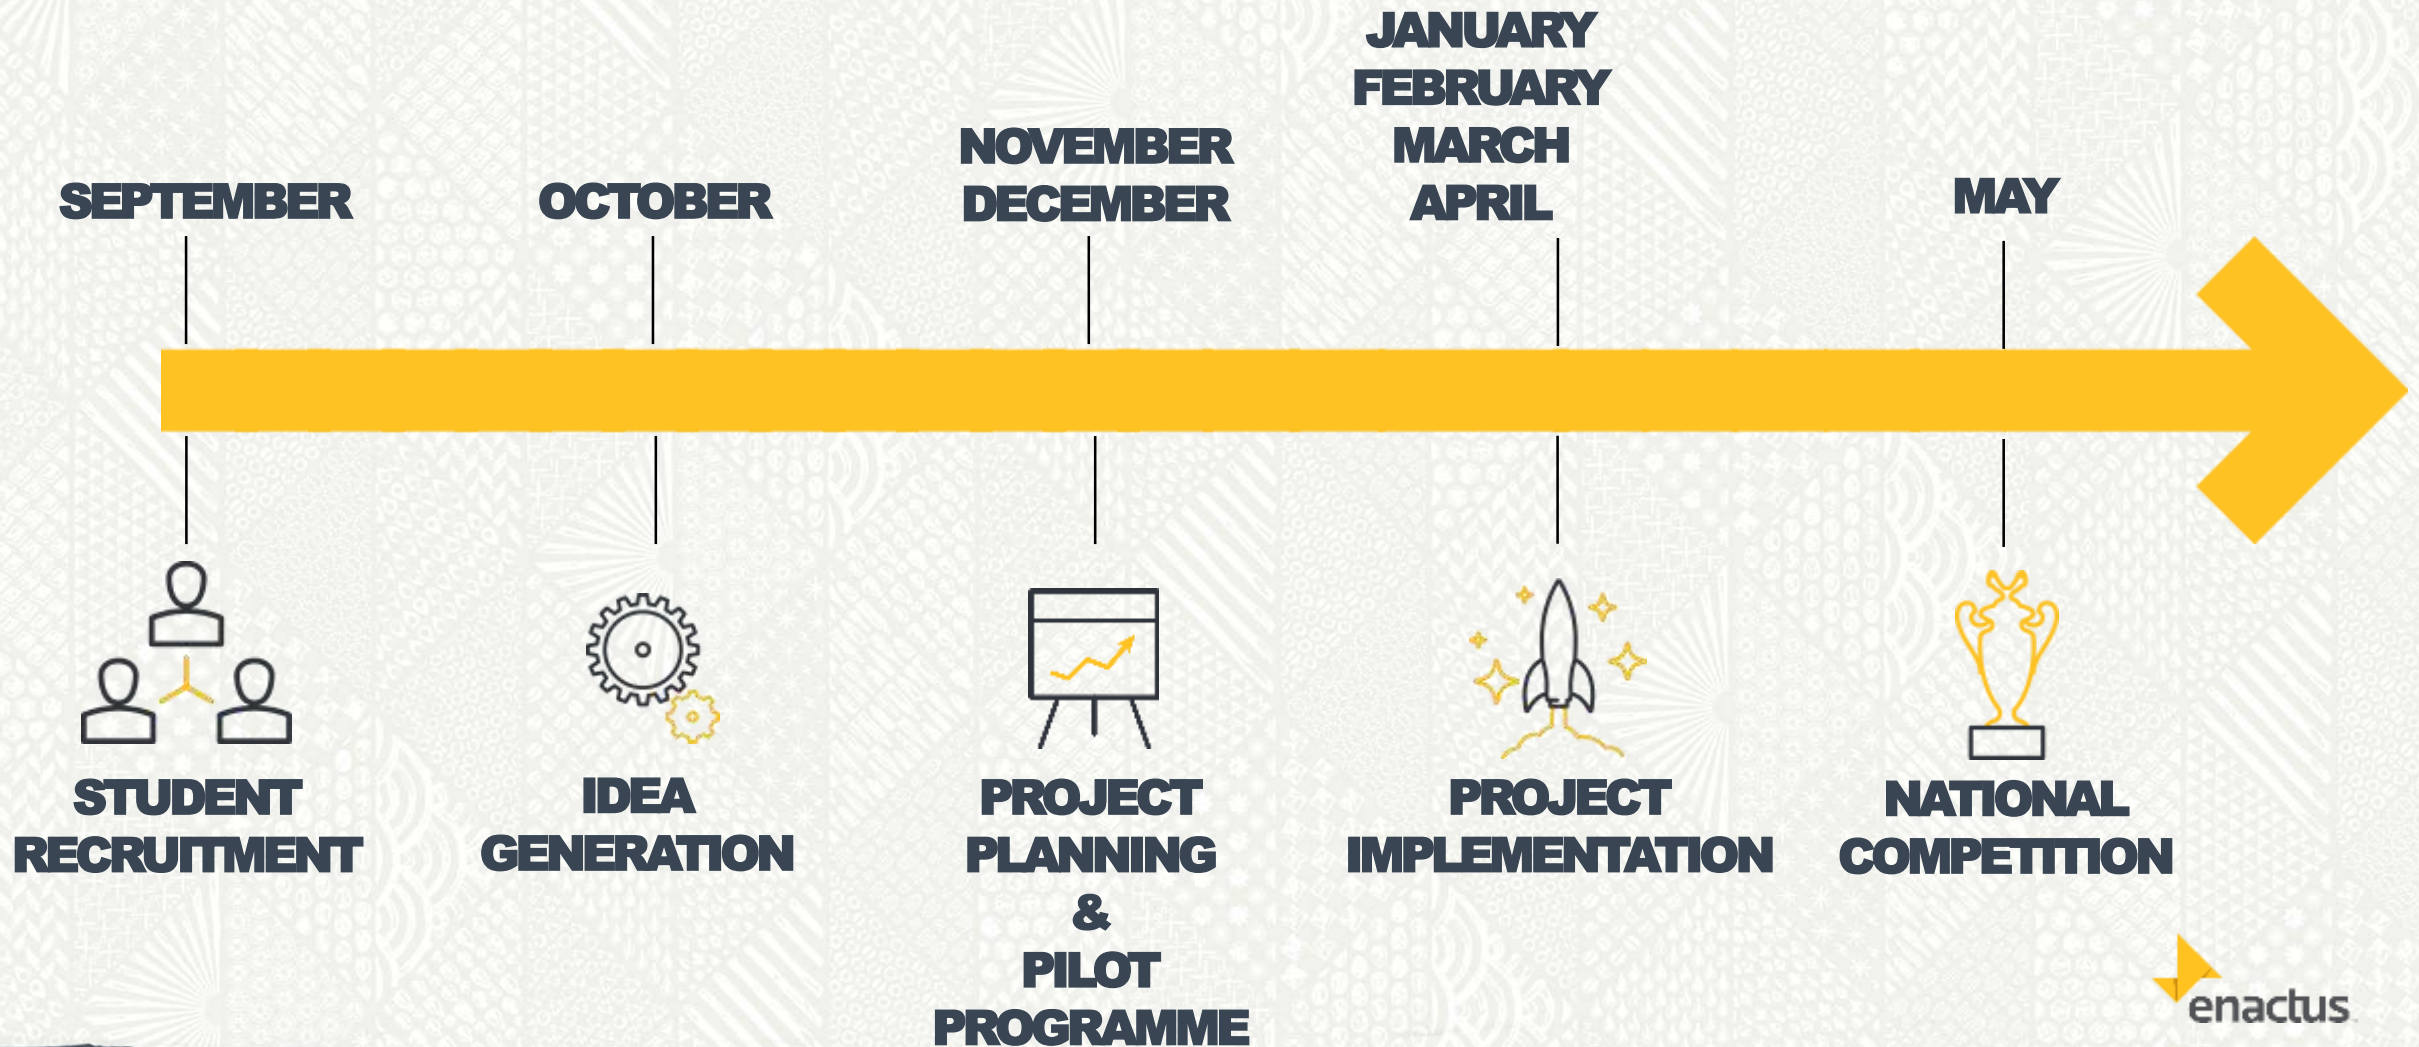 SEPTEMBER
OCTOBER
NOVEMBER
DECEMBER
JANUARY
FEBRUARY
MARCH
APRIL
MAY
STUDENT
RECRUITMENT
IDEA
GENERATION
PROJECT
PLANNING
&
PILOT
PROGRAMME
PROJECT
IMPLEMENTATION
NATIONAL
COMPETITION
enactus